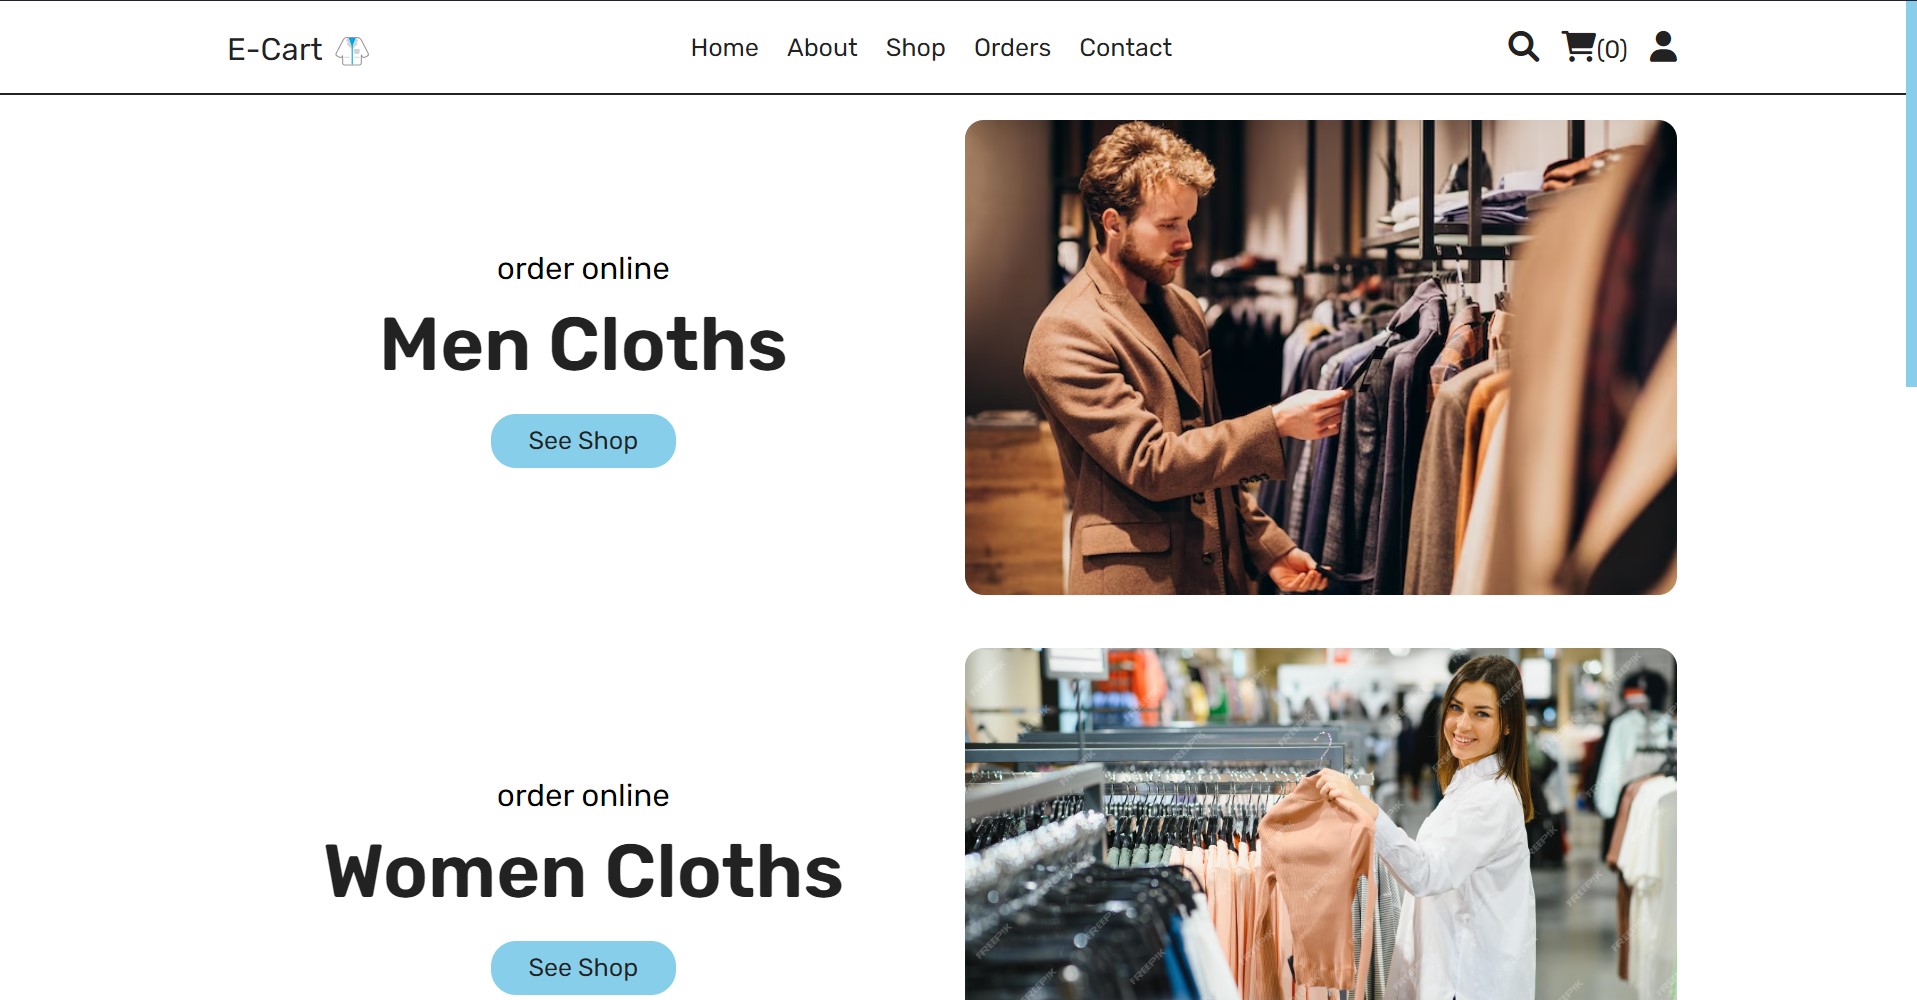 E-Cart
Home About Shop Orders Contact
(0)
order online
Men Cloths
See Shop
order online
Women Cloths
See Shop
FREEPIK